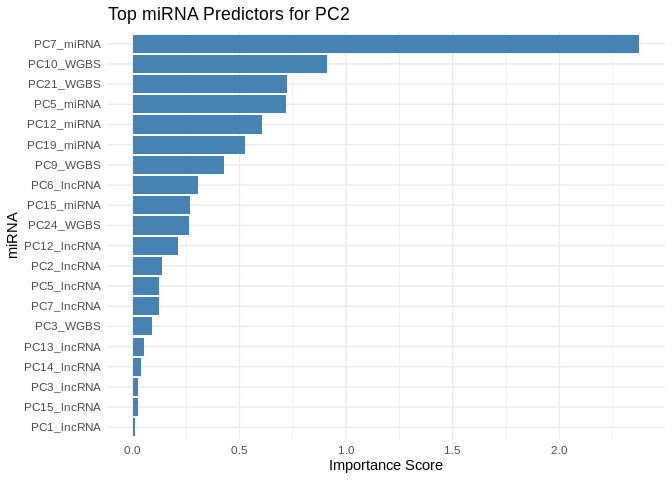 Top miRNA Predictors for PC2
miRNA
PC7_miRNA
PC10_WGBS
PC21_WGBS
PC5_miRNA
PC12_miRNA
PC19_miRNA
PC9_WGBS
PC6_lncRNA
PC15_miRNA
PC24_WGBS
PC12_lncRNA
PC2_lncRNA
PC5_lncRNA
PC7_lncRNA
PC3_WGBS
PC13_lncRNA
PC14_lncRNA
PC3_lncRNA
PC15_lncRNA
PC1_lncRNA
0.0 0.5 1.0 1.5 2.0
Importance Score